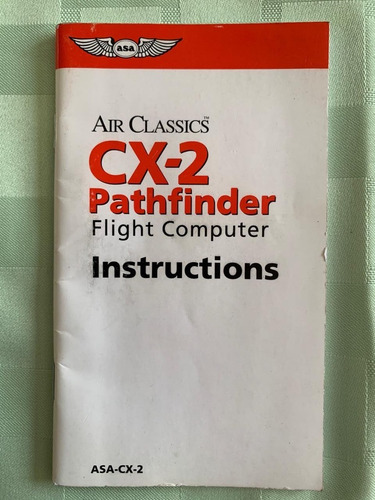 asa
AIR CLASSICS™
CX-2
Pathfinder
Flight Computer
Instructions
ASA-CX-2